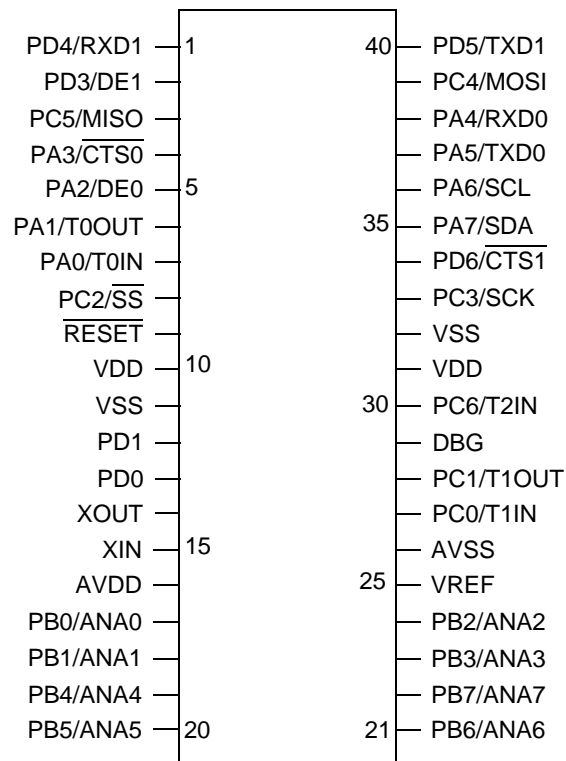 PD4/RXD1 1 40 PD5/TXD1
PD3/DE1 PC4/MOSI
PC5/MISO PA4/RXD0
PA3/CTS0 PA5/TXD0
PA2/DE0 5 PA6/SCL
PA1/T0OUT 35 PA7/SDA
PA0/T0IN PD6/CTS1
PC2/SS PC3/SCK
RESET VSS
VDD 10 VDD
VSS 30 PC6/T2IN
PD1 DBG
PD0 PC1/T1OUT
XOUT PC0/T1IN
XIN 15 AVSS
AVDD 25 VREF
PB0/ANA0 PB2/ANA2
PB1/ANA1 PB3/ANA3
PB4/ANA4 PB7/ANA7
PB5/ANA5 20 21 PB6/ANA6